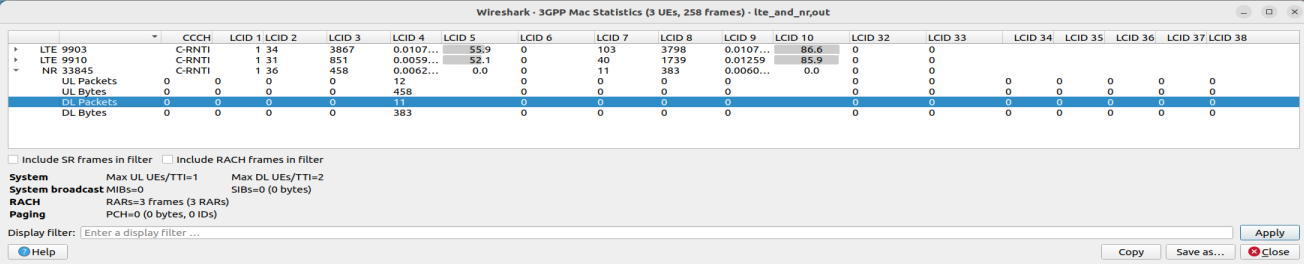 Wireshark · 3GPP Mac Statistics (3 UEs, 258 frames) · lte_and_nr,out
CCCH LCID 1 LCID 2 LCID 3 LCID 4 LCID 5 LCID 6 LCID 7 LCID 8 LCID 9 LCID 10 LCID 32 LCID 33 LCID 34 LCID 35 LCID 36 LCID 37 LCID 38
LTE 9903 C-RNTI 1 34 3867 0.0107... 55.9 0 103 3798 0.0107... 86.6 0 0
LTE 9910 C-RNTI 1 31 851 0.0059... 52.1 0 40 1739 0.01259 85.9 0 0
NR 33845 C-RNTI 1 36 458 0.0062... 0.0 0 11 383 0.0060... 0.0 0 0
UL Packets 0 0 0 0 12 0 0 0 0 0 0 0 0 0 0 0 0
UL Bytes 0 0 0 0 458 0 0 0 0 0 0 0 0 0 0 0 0
DL Packets 0 0 0 0 11 0 0 0 0 0 0 0 0 0 0 0 0
DL Bytes 0 0 0 0 383 0 0 0 0 0 0 0 0 0 0 0 0
Include SR frames in filter Include RACH frames in filter
System Max UL UEs/TTI=1 Max DL UEs/TTI=2
System broadcast MIBs=0 SIBs=0 (0 bytes)
RACH RARs=3 frames (3 RARs)
Paging PCH=0 (0 bytes, 0 IDs)
Display filter: Enter a display filter ... Apply
Help Copy Save as... Close